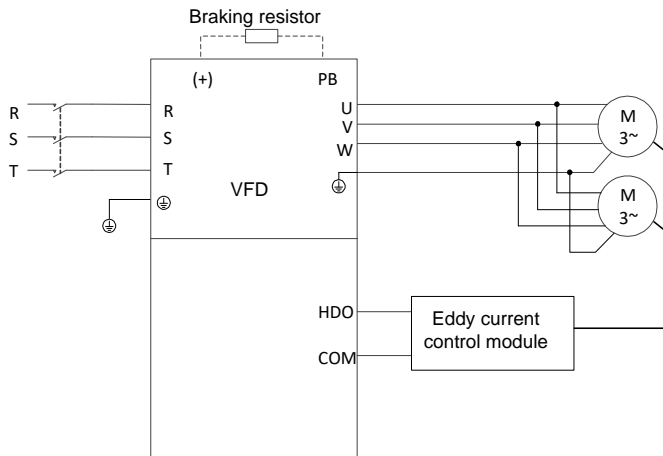 Braking resistor
(+)
PB
R
S
T
R
S
T
VFD
U
V
W
M
3~
M
3~
HDO
COM
Eddy current
control module